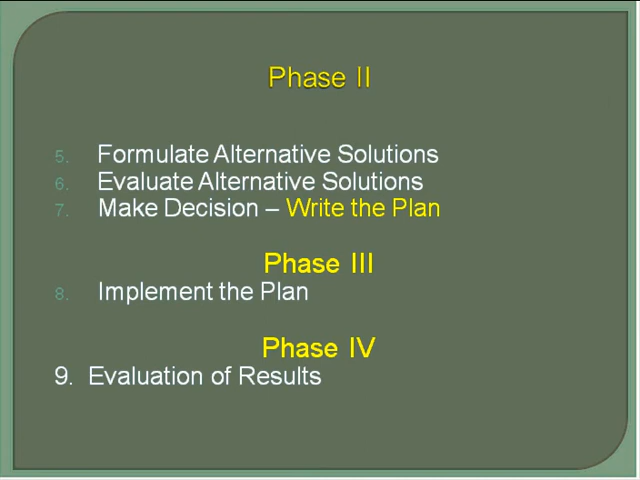 Phase II
5. Formulate Alternative Solutions
6. Evaluate Alternative Solutions
7. Make Decision – Write the Plan
Phase III
8. Implement the Plan
Phase IV
9. Evaluation of Results